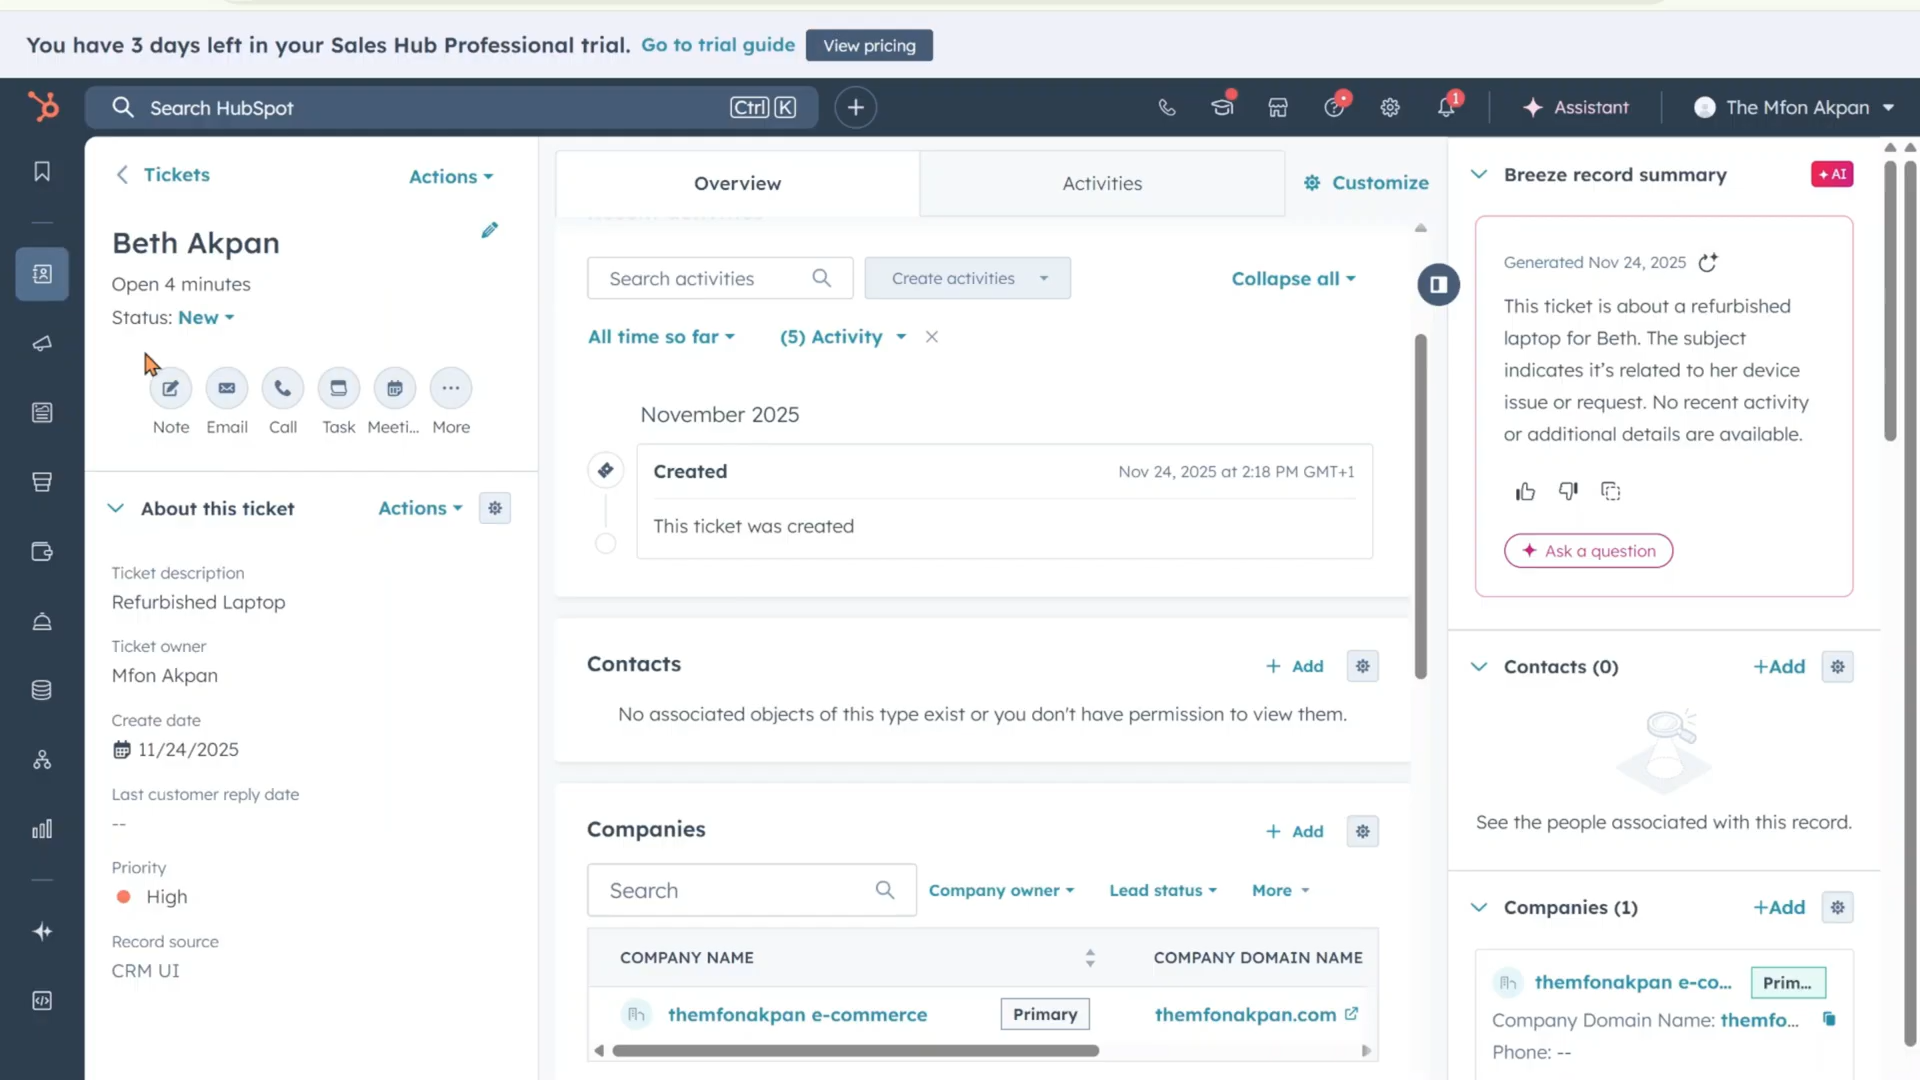 You have 3 days left in your Sales Hub Professional trial. Go to trial guide View pricing
Search HubSpot Ctrl K
1
Assistant
The Mfon Akpan
Tickets
Actions
Beth Akpan
Open 4 minutes
Status: New
Note Email Call Task Meeti... More
About this ticket Actions
Ticket description
Refurbished Laptop
Ticket owner
Mfon Akpan
Create date
11/24/2025
Last customer reply date
--
Priority
High
Record source
CRM UI
Overview
Activities
Customize
Search activities
Create activities
Collapse all
All time so far
(5) Activity
November 2025
Created Nov 24, 2025 at 2:18 PM GMT+1
This ticket was created
Contacts
+ Add
No associated objects of this type exist or you don't have permission to view them.
Companies
+ Add
Search
Company owner
Lead status
More
COMPANY NAME COMPANY DOMAIN NAME
themfonakpan e-commerce Primary themfonakpan.com
Breeze record summary AI
Generated Nov 24, 2025
This ticket is about a refurbished
laptop for Beth. The subject
indicates it's related to her device
issue or request. No recent activity
or additional details are available.
Ask a question
Contacts (0) +Add
See the people associated with this record.
Companies (1) +Add
themfonakpan e-co... Prim...
Company Domain Name: themfo...
Phone: --